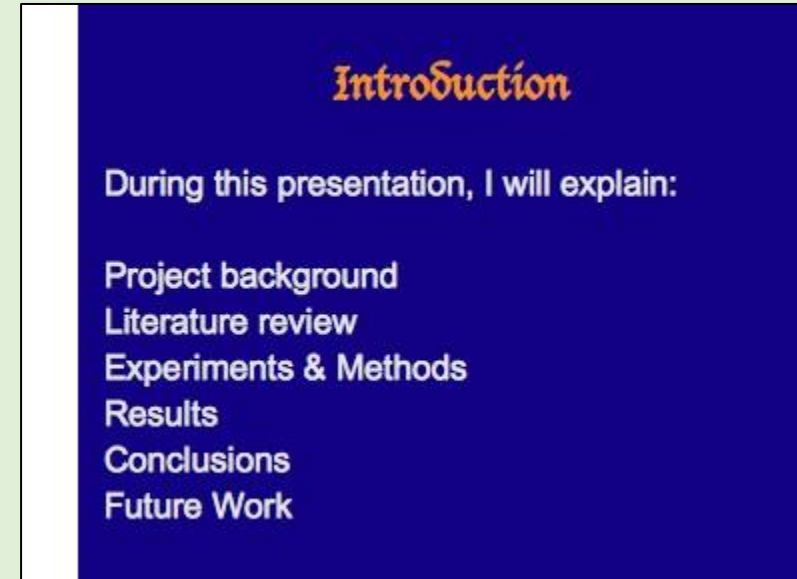 Introduction
During this presentation, I will explain:
Project background
Literature review
Experiments & Methods
Results
Conclusions
Future Work